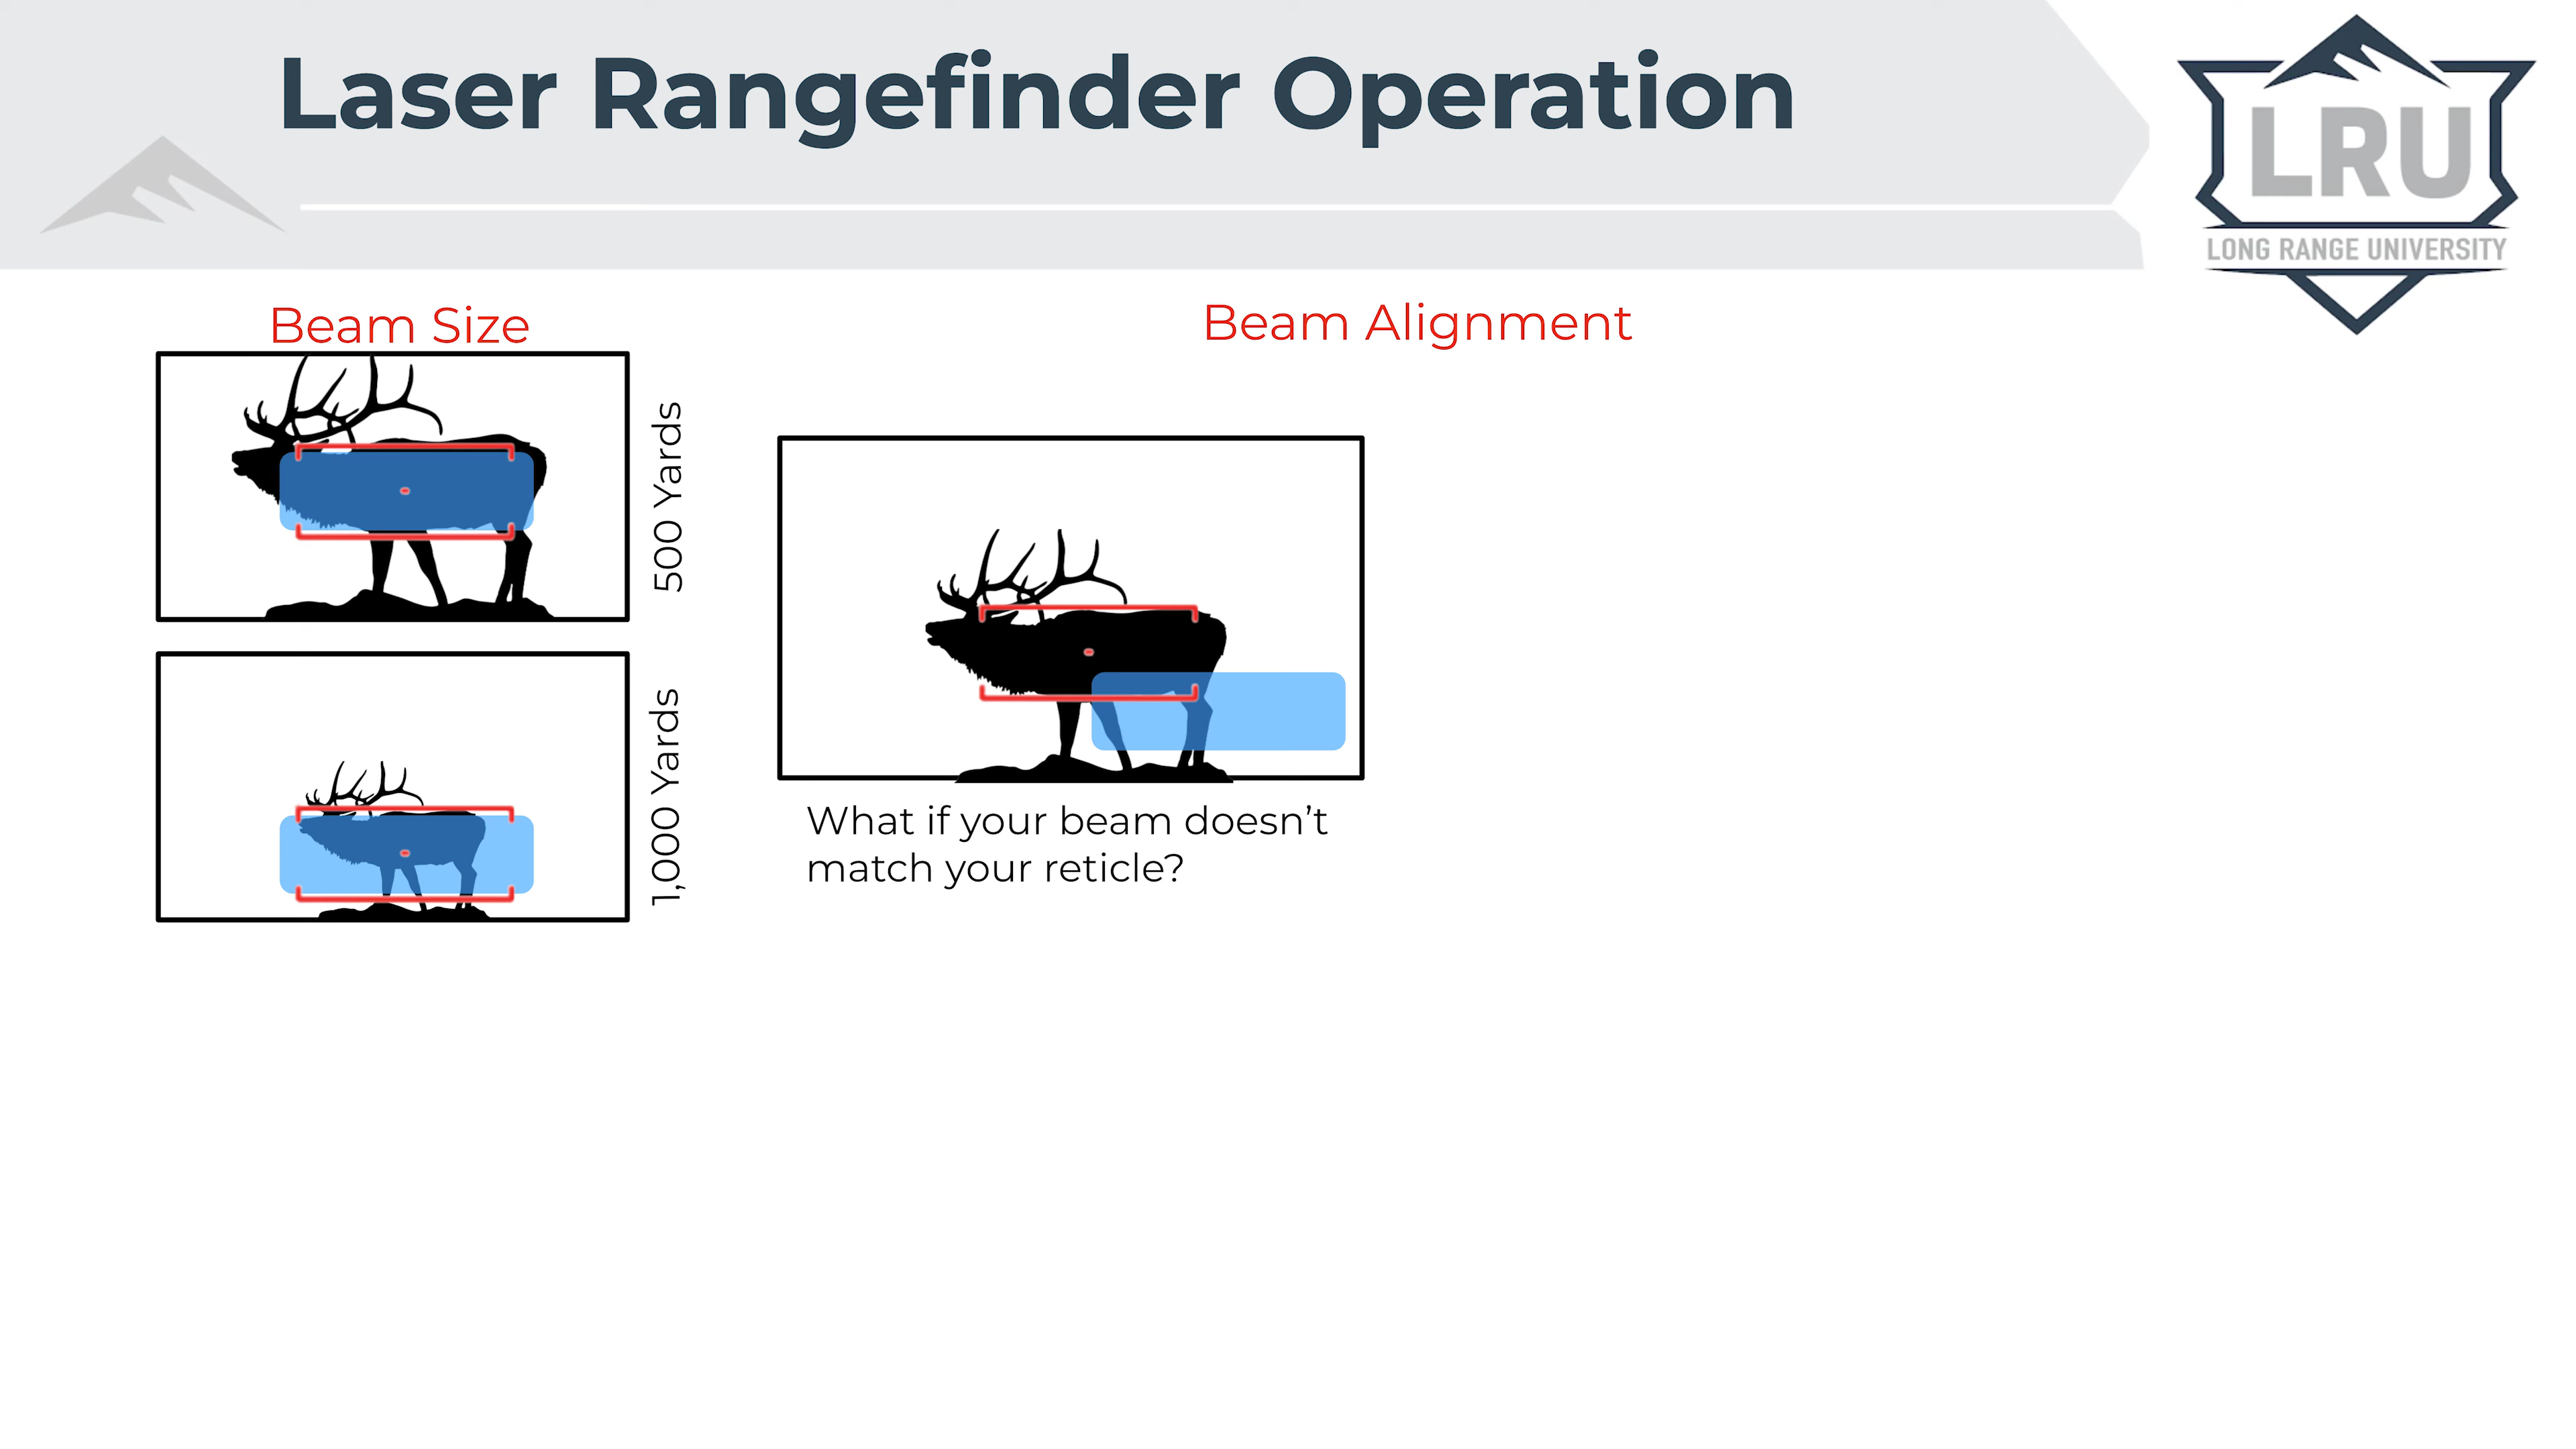 Laser Rangefinder Operation
LRU
LONG RANGE UNIVERSITY
Beam Size
500 Yards
1,000 Yards
Beam Alignment
What if your beam doesn’t
match your reticle?